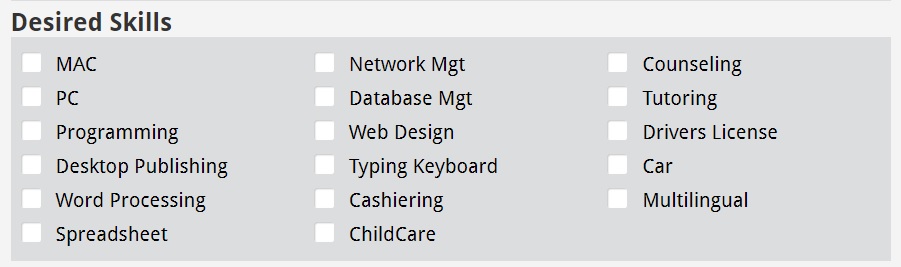 Desired Skills
MAC
PC
Programming
Desktop Publishing
Word Processing
Spreadsheet
Network Mgt
Database Mgt
Web Design
Typing Keyboard
Cashiering
ChildCare
Counseling
Tutoring
Drivers License
Car
Multilingual